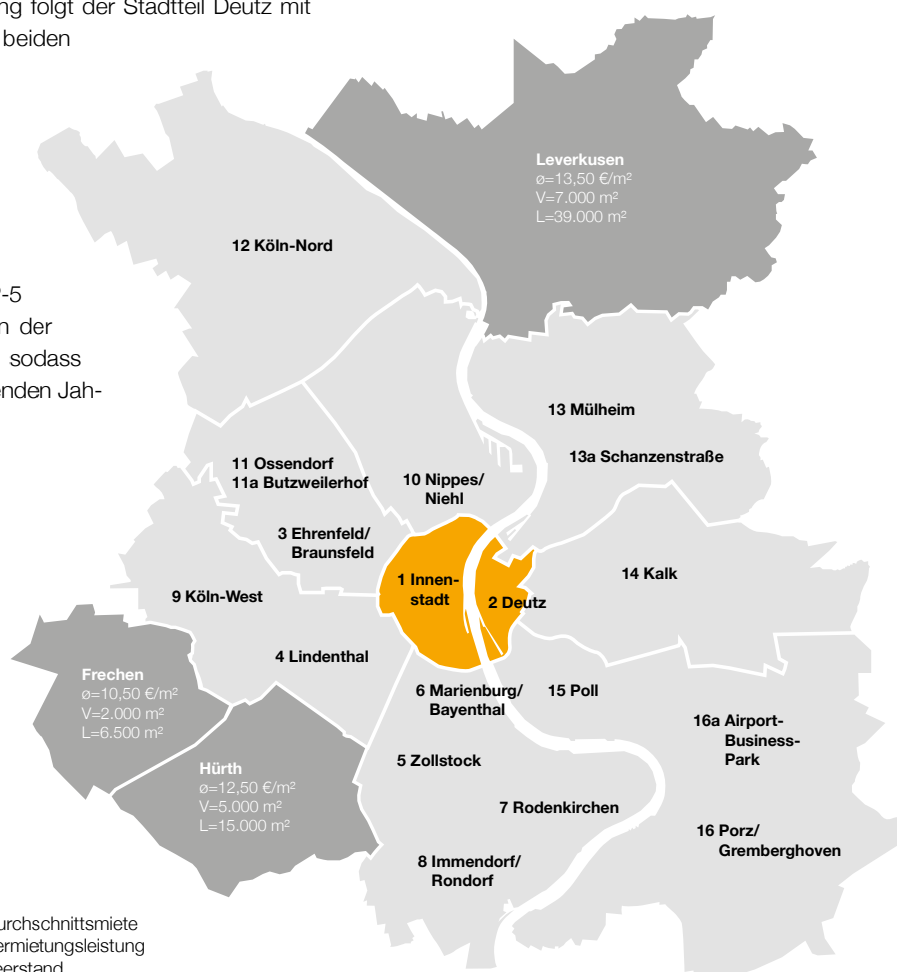 ng folgt der Stadtteil Deutz mit
beiden
-5
n der
sodass
enden Jah-
Leverkusen
ø=13,50 €/m²
V=7.000 m²
L=39.000 m²
12 Köln-Nord
13 Mülheim
13a Schanzenstraße
11 Ossendorf
11a Butzweilerhof
10 Nippes/
Niehl
3 Ehrenfeld/
Braunsfeld
1 Innen-
stadt
2 Deutz
14 Kalk
9 Köln-West
4 Lindenthal
Frechen
ø=10,50 €/m²
V=2.000 m²
L=6.500 m²
6 Marienburg/
Bayenthal
15 Poll
16a Airport-
Business-
Park
5 Zollstock
Hürth
ø=12,50 €/m²
V=5.000 m²
L=15.000 m²
7 Rodenkirchen
16 Porz/
Gremberghoven
8 Immendorf/
Rondorf
urchschnittsmiete
ermietungsleistung
eerstand